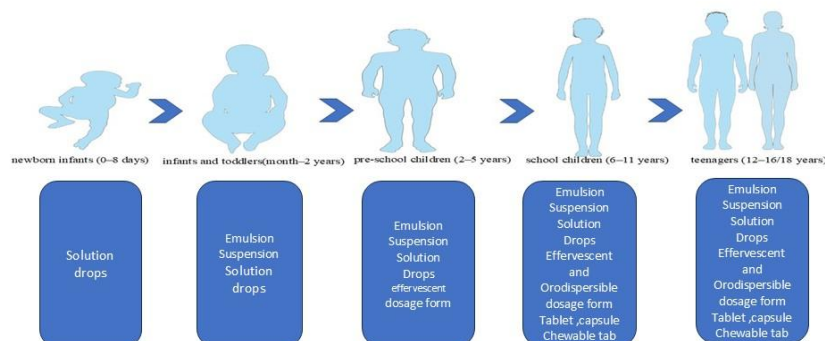 newborn infants (0–8 days)
infants and toddlers(month–2 years)
pre-school children (2–5 years)
school children (6–11 years)
teenagers (12–16/18 years)
Solution
drops
Emulsion
Suspension
Solution
drops
Emulsion
Suspension
Solution
Drops
effervescent
dosage form
Emulsion
Suspension
Solution
Drops
Effervescent
and
Orodispersible
dosage form
Tablet ,capsule
Chewable tab
Emulsion
Suspension
Solution
Drops
Effervescent
and
Orodispersible
dosage form
Tablet ,capsule
Chewable tab